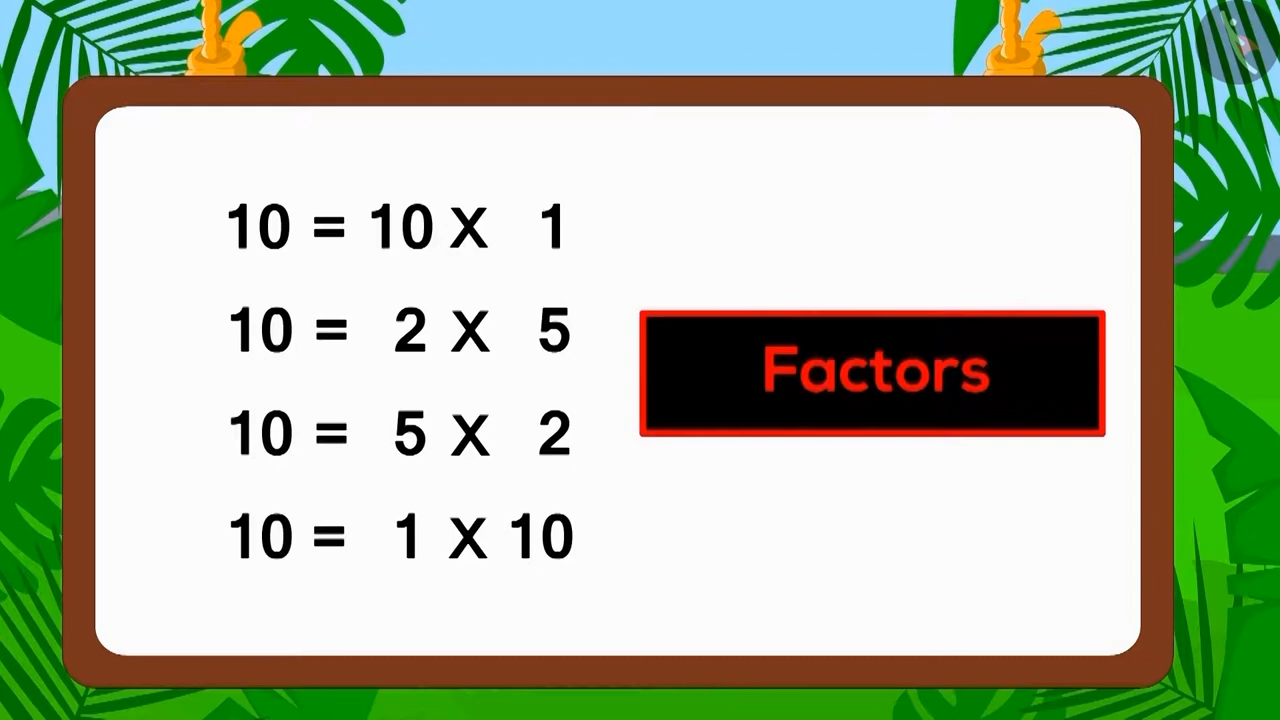 10 = 10 X 1
10 = 2 X 5
Factors
10 = 5 X 2
10 = 1 X 10